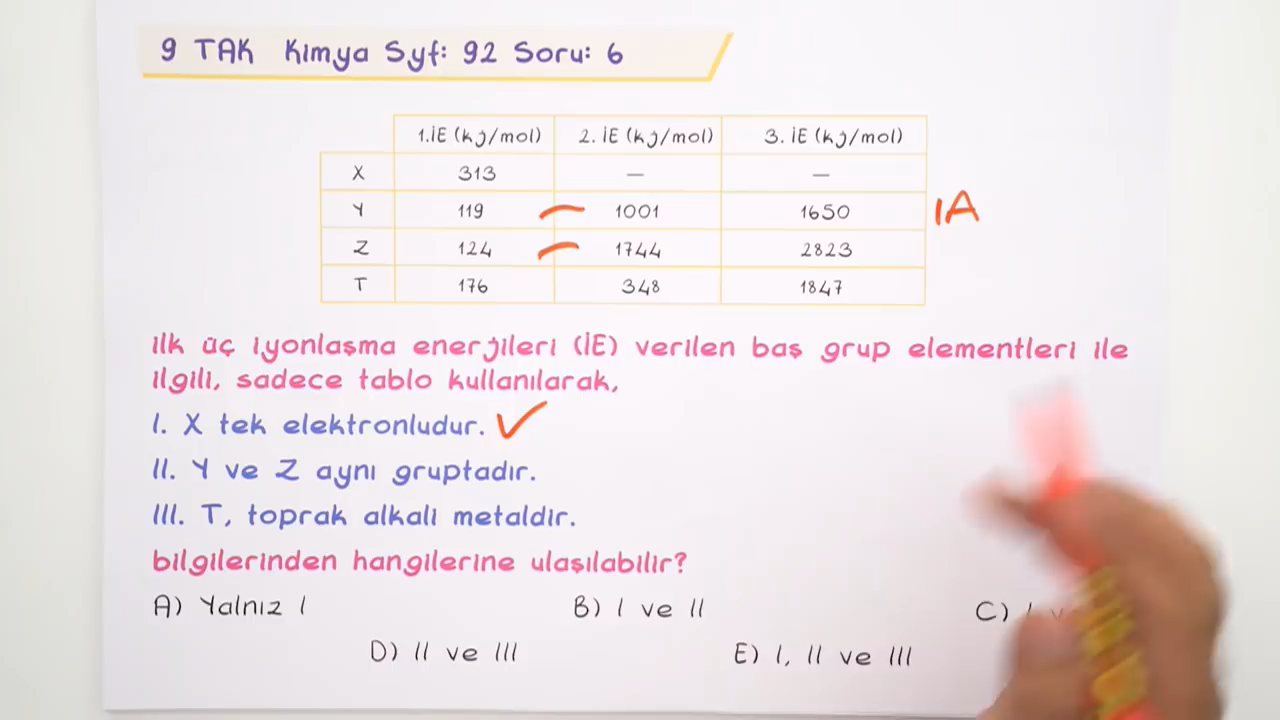 9 TAK Kimya Syf: 92 Soru: 6
1.İE (kj/mol) 2. İE (kj/mol) 3. İE (kj/mol)
X 313 — —
Y 119 1001 1650 1A
Z 124 1744 2823
T 176 348 1847
ilk üç iyonlaşma enerjileri (İE) verilen baş grup elementleri ile
ilgili, sadece tablo kullanılarak,
I. X tek elektronludur.
II. Y ve Z aynı gruptadır.
III. T, toprak alkali metaldir.
bilgilerinden hangilerine ulaşılabilir?
A) Yalnız I B) I ve II C) I
D) II ve III E) I, II ve III